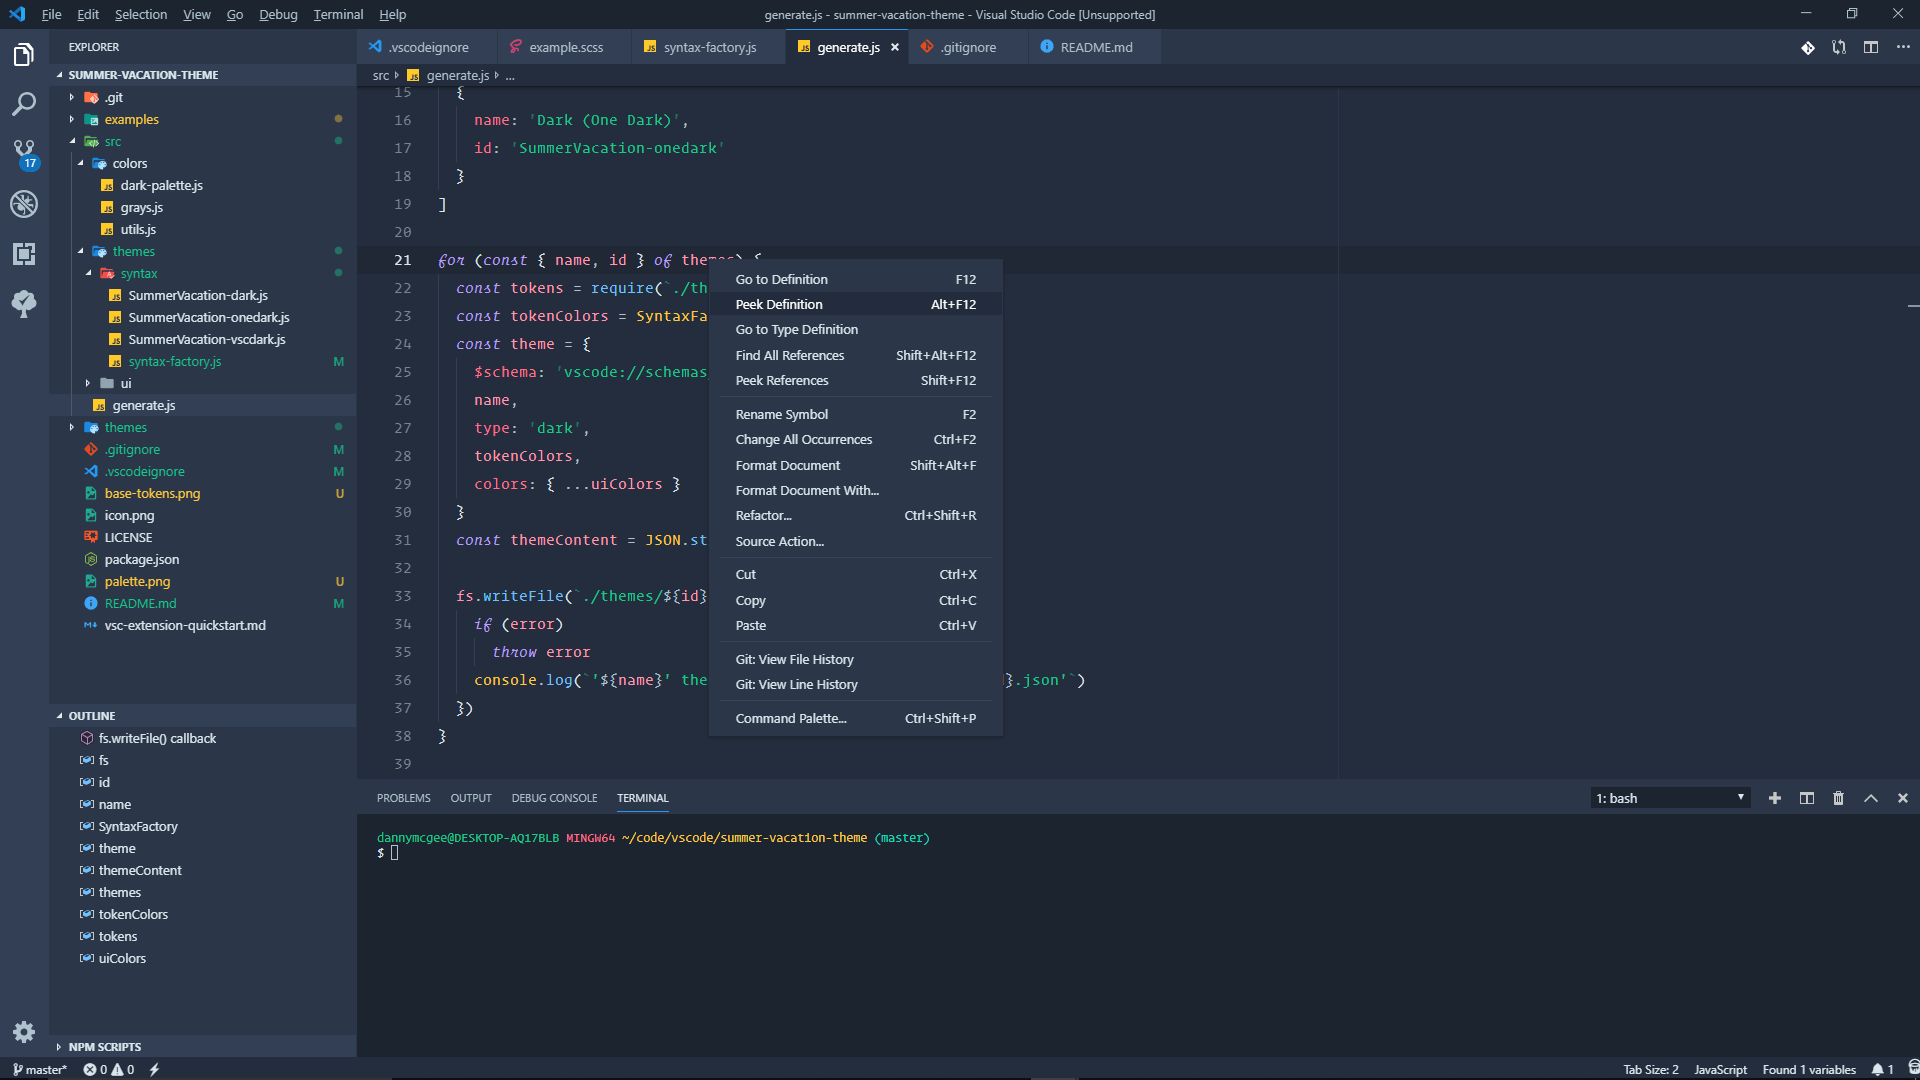 File Edit Selection View Go Debug Terminal Help
generate.js - summer-vacation-theme - Visual Studio Code [Unsupported]
EXPLORER
SUMMER-VACATION-THEME
.git
examples
src
colors
dark-palette.js
grays.js
utils.js
themes
syntax
SummerVacation-dark.js
SummerVacation-onedark.js
SummerVacation-vscdark.js
syntax-factory.js M
ui
generate.js
themes
.gitignore M
.vscodeignore M
base-tokens.png U
icon.png
LICENSE
package.json
palette.png U
README.md M
vsc-extension-quickstart.md
17
OUTLINE
fs.writeFile() callback
fs
id
name
SyntaxFactory
theme
themeContent
themes
tokenColors
tokens
uiColors
NPM SCRIPTS
.vscodeignore example.scss syntax-factory.js generate.js .gitignore README.md
src generate.js ...
15 {
16 name: 'Dark (One Dark)',
17 id: 'SummerVacation-onedark'
18 }
19 ]
20
21 for (const { name, id } of themes) {
22 const tokens = require(`./th
23 const tokenColors = SyntaxFa
24 const theme = {
25 $schema: 'vscode://schemas
26 name,
27 type: 'dark',
28 tokenColors,
29 colors: { ...uiColors }
30 }
31 const themeContent = JSON.st
32
33 fs.writeFile(`./themes/${id}
34 if (error)
35 throw error
36 console.log(`'${name}' the }.json'`)
37 })
38 }
39
Go to Definition F12
Peek Definition Alt+F12
Go to Type Definition
Find All References Shift+Alt+F12
Peek References Shift+F12
Rename Symbol F2
Change All Occurrences Ctrl+F2
Format Document Shift+Alt+F
Format Document With...
Refactor... Ctrl+Shift+R
Source Action...
Cut Ctrl+X
Copy Ctrl+C
Paste Ctrl+V
Git: View File History
Git: View Line History
Command Palette... Ctrl+Shift+P
PROBLEMS OUTPUT DEBUG CONSOLE TERMINAL
1: bash
dannymcgee@DESKTOP-AQ17BLB MINGW64 ~/code/vscode/summer-vacation-theme (master)
$
master* 0 0
Tab Size: 2 JavaScript Found 1 variables 1